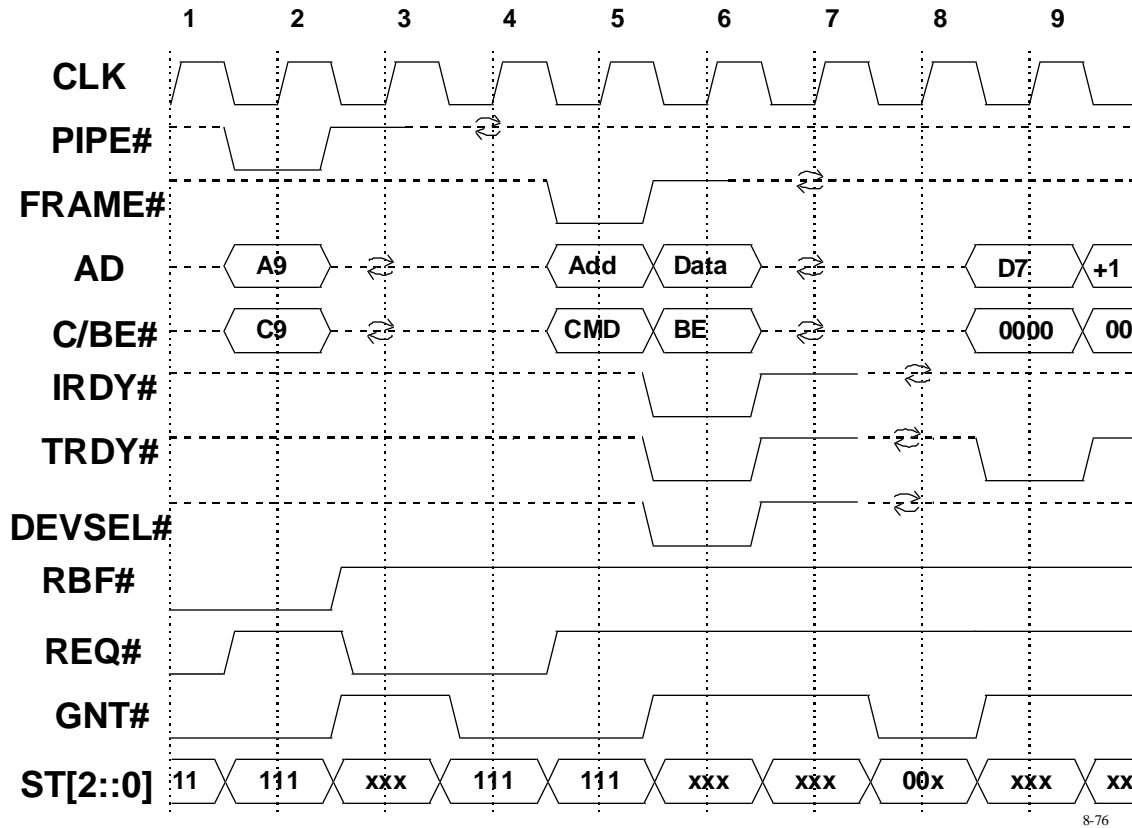 1 2 3 4 5 6 7 8 9
CLK
PIPE#
FRAME#
AD A9 Add Data D7 +1
C/BE# C9 CMD BE 0000 00
IRDY#
TRDY#
DEVSEL#
RBF#
REQ#
GNT#
ST[2::0] 11 111 xxx 111 111 xxx xxx 00x xxx xx
8-76